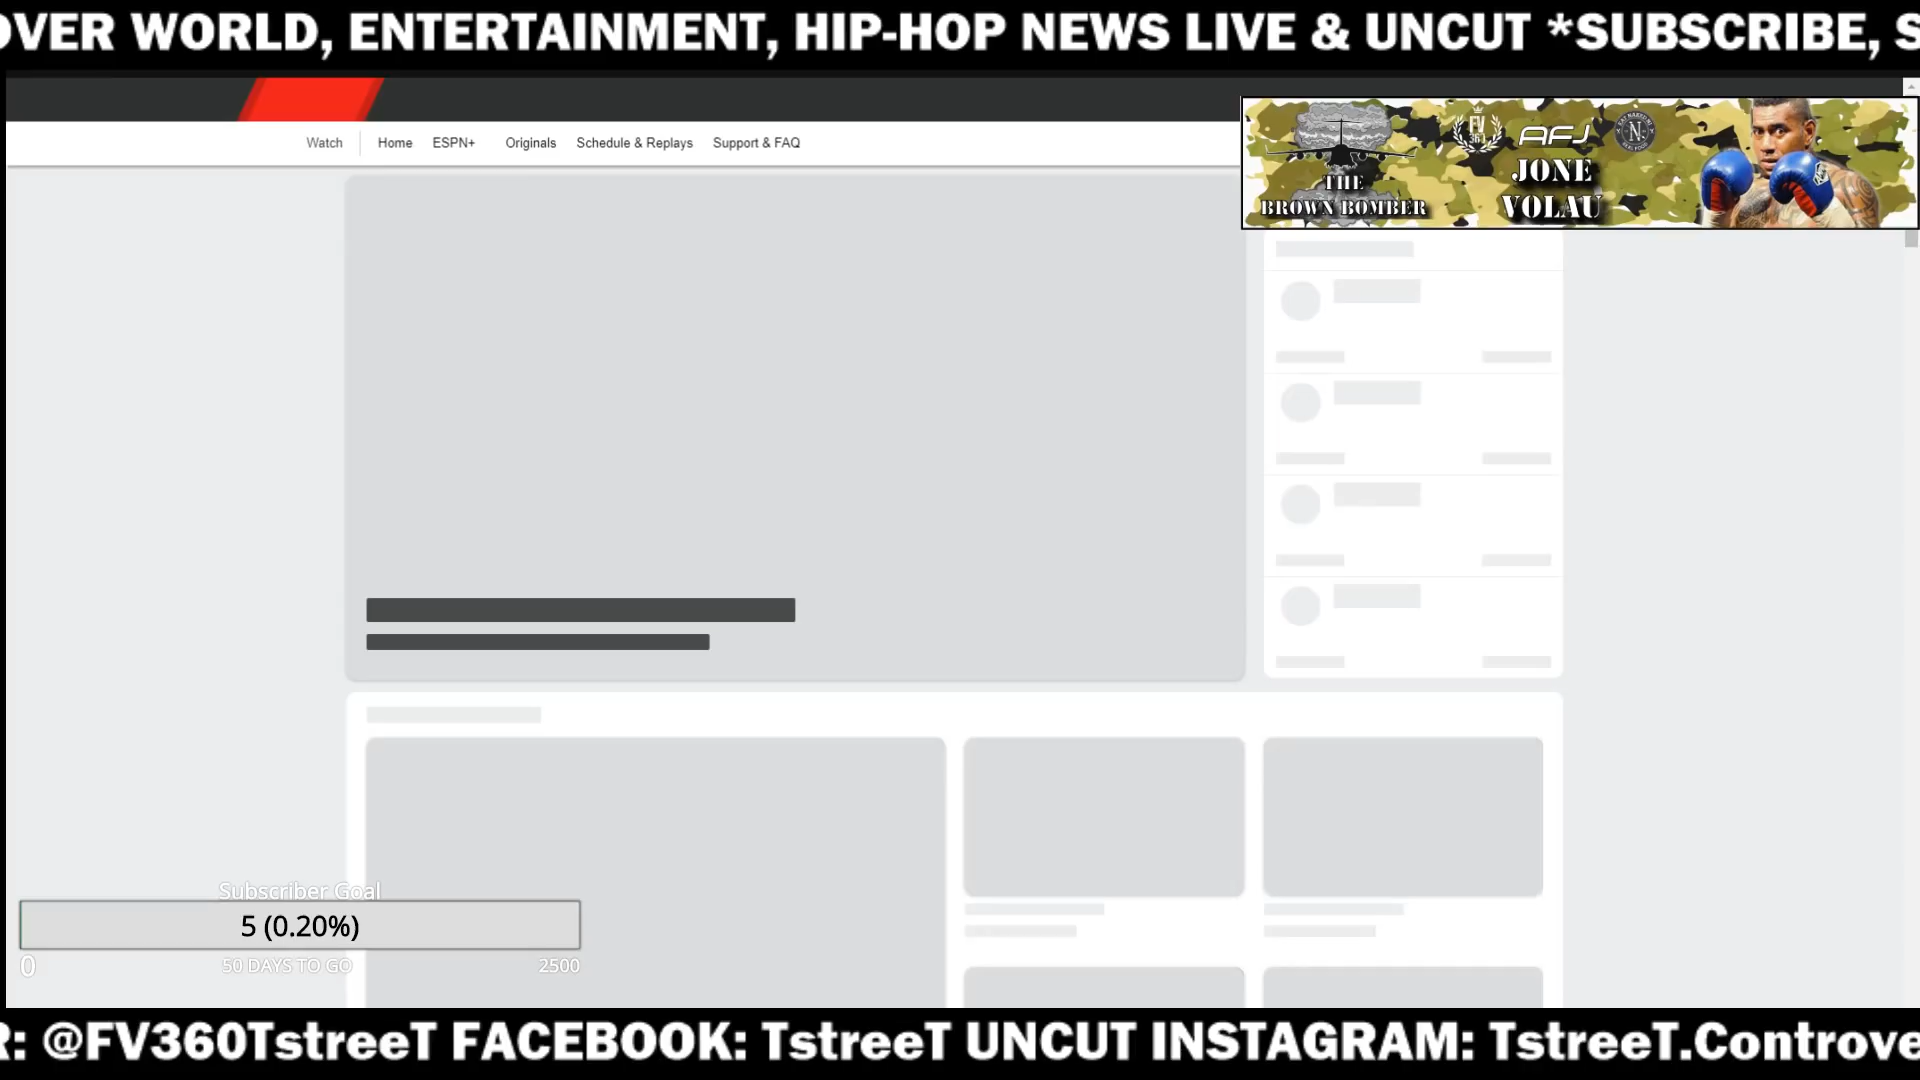 OVER WORLD, ENTERTAINMENT, HIP-HOP NEWS LIVE & UNCUT *SUBSCRIBE, S
Watch Home ESPN+ Originals Schedule & Replays Support & FAQ
THE
BROWN BOMBER
FV
AFJ
N.
JONE
VOLAU
Subscriber Goal
5 (0.20%)
0 50 DAYS TO GO 2500
R: @FV360TstreeT FACEBOOK: TstreeT UNCUT INSTAGRAM: TstreeT.Controve